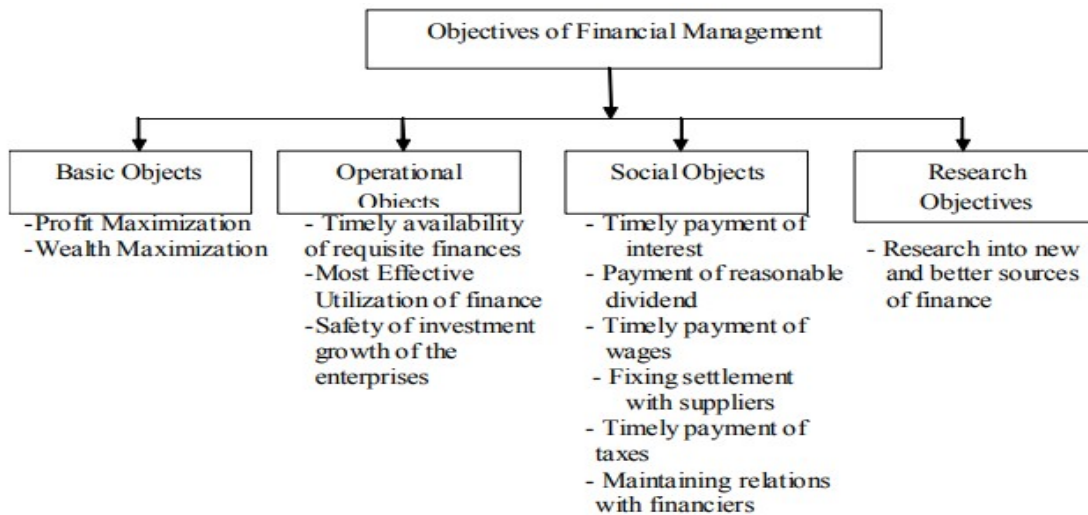 Objectives of Financial Management
Basic Objects
-Profit Maximization
-Wealth Maximization
Operational
Objects
- Timely availability
of requisite finances
-Most Effective
Utilization of finance
-Safety of investment
growth of the
enterprises
Social Objects
- Timely payment of
interest
- Payment of reasonable
dividend
- Timely payment of
wages
- Fixing settlement
with suppliers
- Timely payment of
taxes
- Maintaining relations
with financiers
Research
Objectives
- Research into new
and better sources
of finance